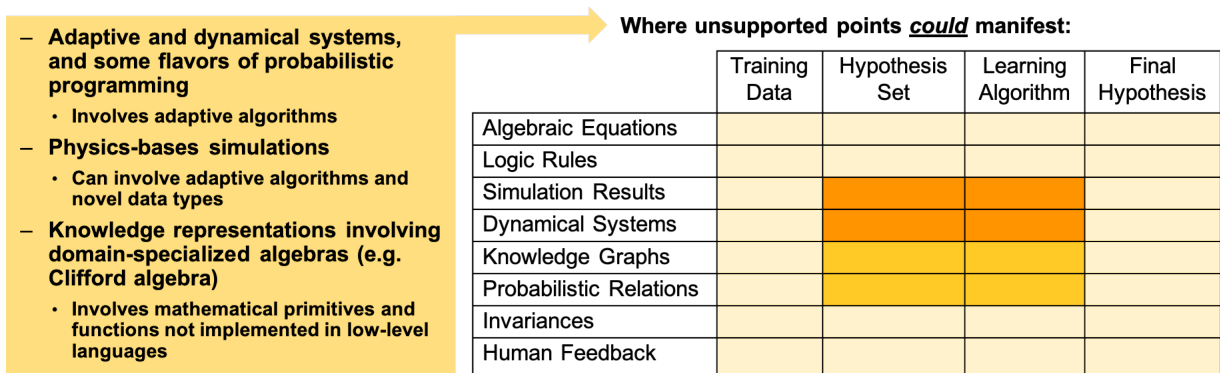 – Adaptive and dynamical systems,
and some flavors of probabilistic
programming
• Involves adaptive algorithms
– Physics-bases simulations
• Can involve adaptive algorithms and
novel data types
– Knowledge representations involving
domain-specialized algebras (e.g.
Clifford algebra)
• Involves mathematical primitives and
functions not implemented in low-level
languages
Where unsupported points could manifest:
Training Data
Hypothesis Set
Learning Algorithm
Final Hypothesis
Algebraic Equations
Logic Rules
Simulation Results
Dynamical Systems
Knowledge Graphs
Probabilistic Relations
Invariances
Human Feedback